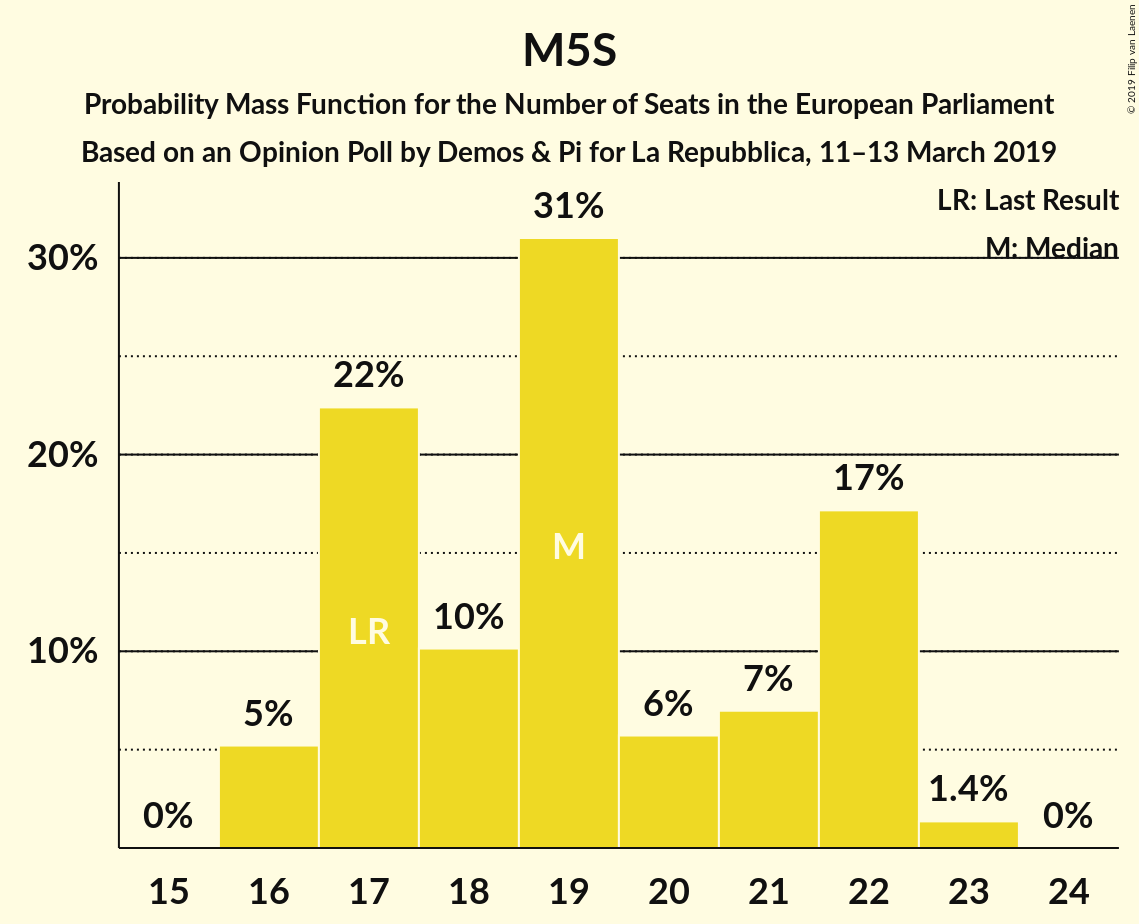 M5S
Probability Mass Function for the Number of Seats in the European Parliament
Based on an Opinion Poll by Demos & Pi for La Repubblica, 11–13 March 2019
© 2019 Filip van Laenen
LR: Last Result
M: Median
30%
20%
10%
0%
5%
22%
10%
31%
6%
7%
17%
1.4%
0%
LR
M
15 16 17 18 19 20 21 22 23 24